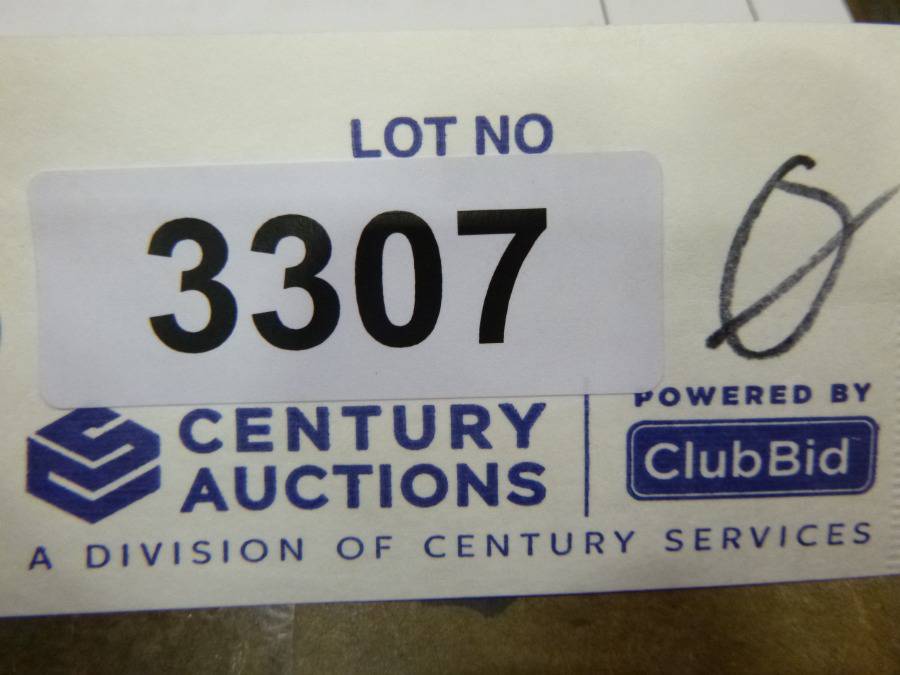 LOT NO
3307
Ø
CENTURY
AUCTIONS
POWERED BY
ClubBid
A DIVISION OF CENTURY SERVICES